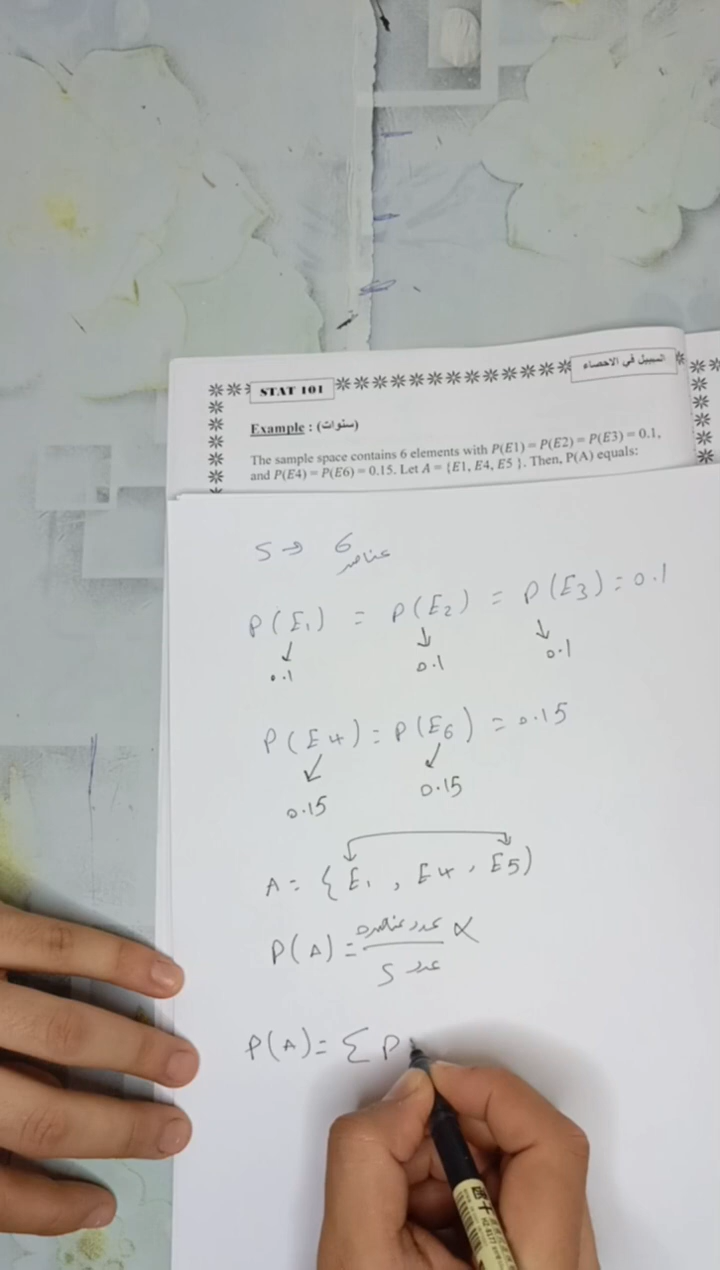 STAT 101 السبيل في الاحصاء
Example : (سنوات)
The sample space contains 6 elements with P(E1) = P(E2) = P(E3) = 0.1,
and P(E4) = P(E6) = 0.15. Let A = {E1, E4, E5 }. Then, P(A) equals:
S → 6 عناصر
P(E1) = P(E2) = P(E3) = 0.1
0.1 0.1 0.1
P(E4) = P(E6) = 0.15
0.15 0.15
A = {E1 , E4 , E5)
P(A) = عدد عناصره
عدد S
P(A) = Σ P